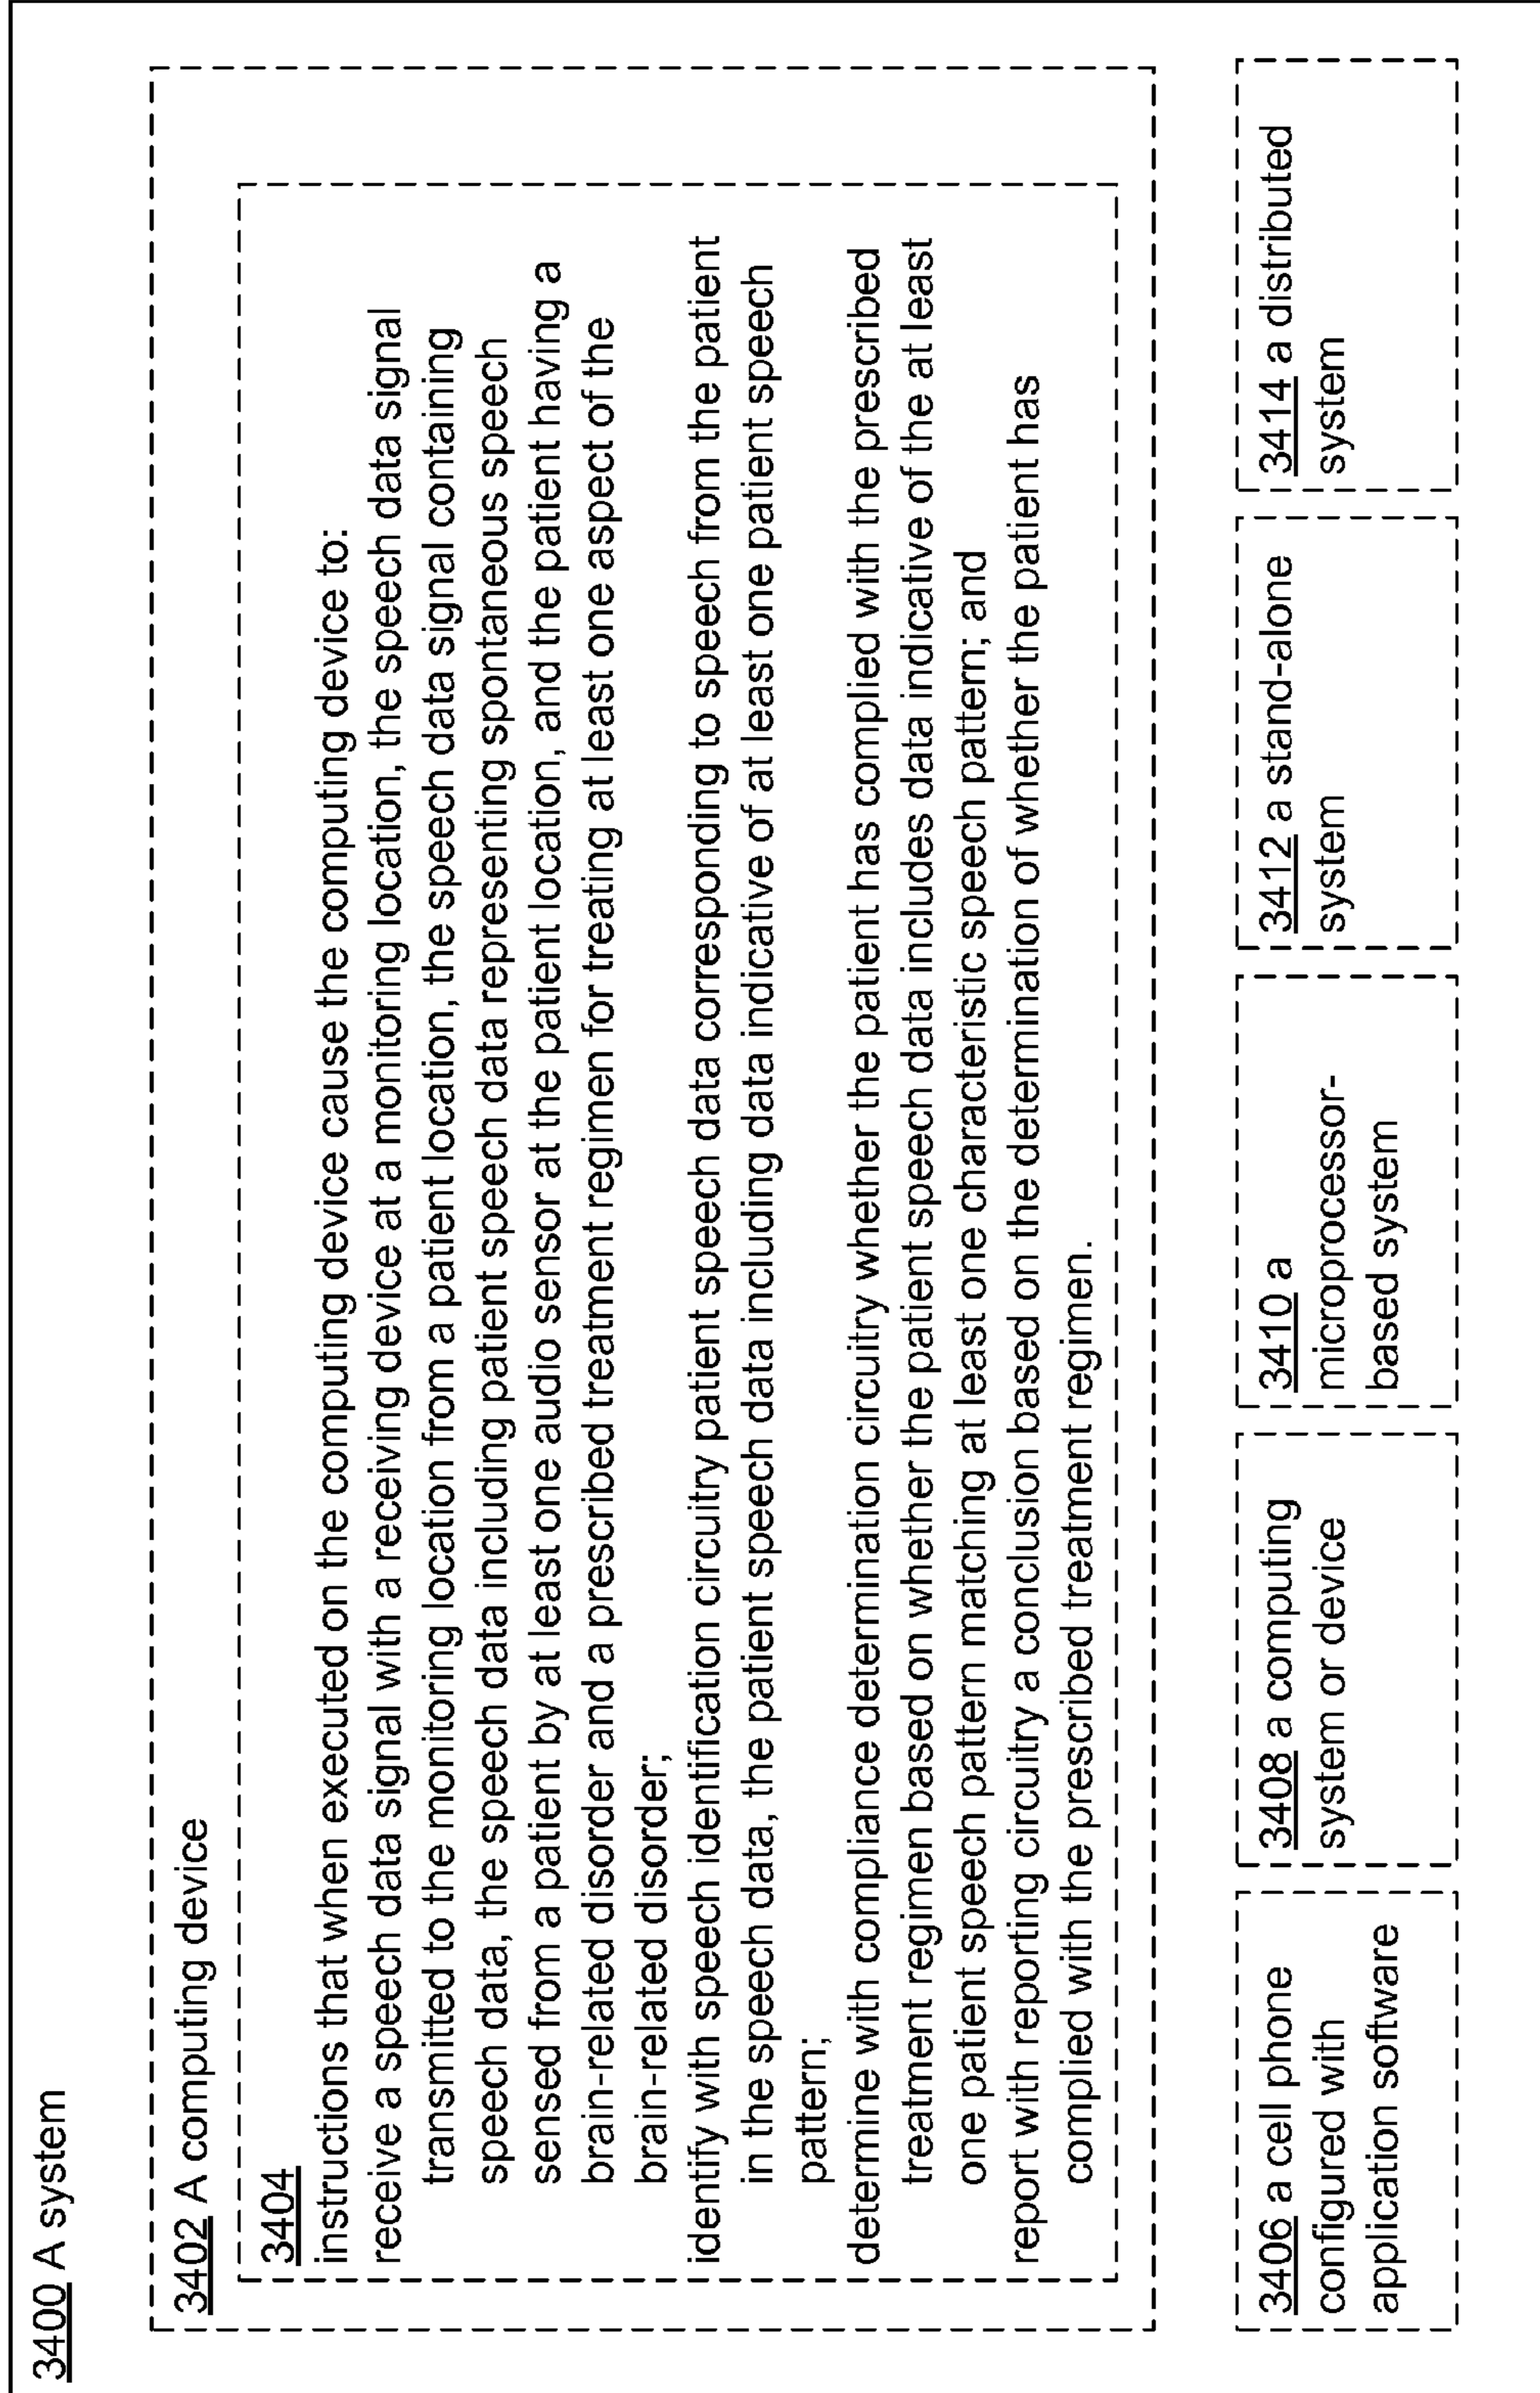 3400 A system
3402 A computing device
3404
instructions that when executed on the computing device cause the computing device to:
receive a speech data signal with a receiving device at a monitoring location, the speech data signal
transmitted to the monitoring location from a patient location, the speech data signal containing
speech data, the speech data including patient speech data representing spontaneous speech
sensed from a patient by at least one audio sensor at the patient location, and the patient having a
brain-related disorder and a prescribed treatment regimen for treating at least one aspect of the
brain-related disorder;
identify with speech identification circuitry patient speech data corresponding to speech from the patient
in the speech data, the patient speech data including data indicative of at least one patient speech
pattern;
determine with compliance determination circuitry whether the patient has complied with the prescribed
treatment regimen based on whether the patient speech data includes data indicative of the at least
one patient speech pattern matching at least one characteristic speech pattern; and
report with reporting circuitry a conclusion based on the determination of whether the patient has
complied with the prescribed treatment regimen.
3406 a cell phone
configured with
application software
3408 a computing
system or device
3410 a
microprocessor-
based system
3412 a stand-alone
system
3414 a distributed
system